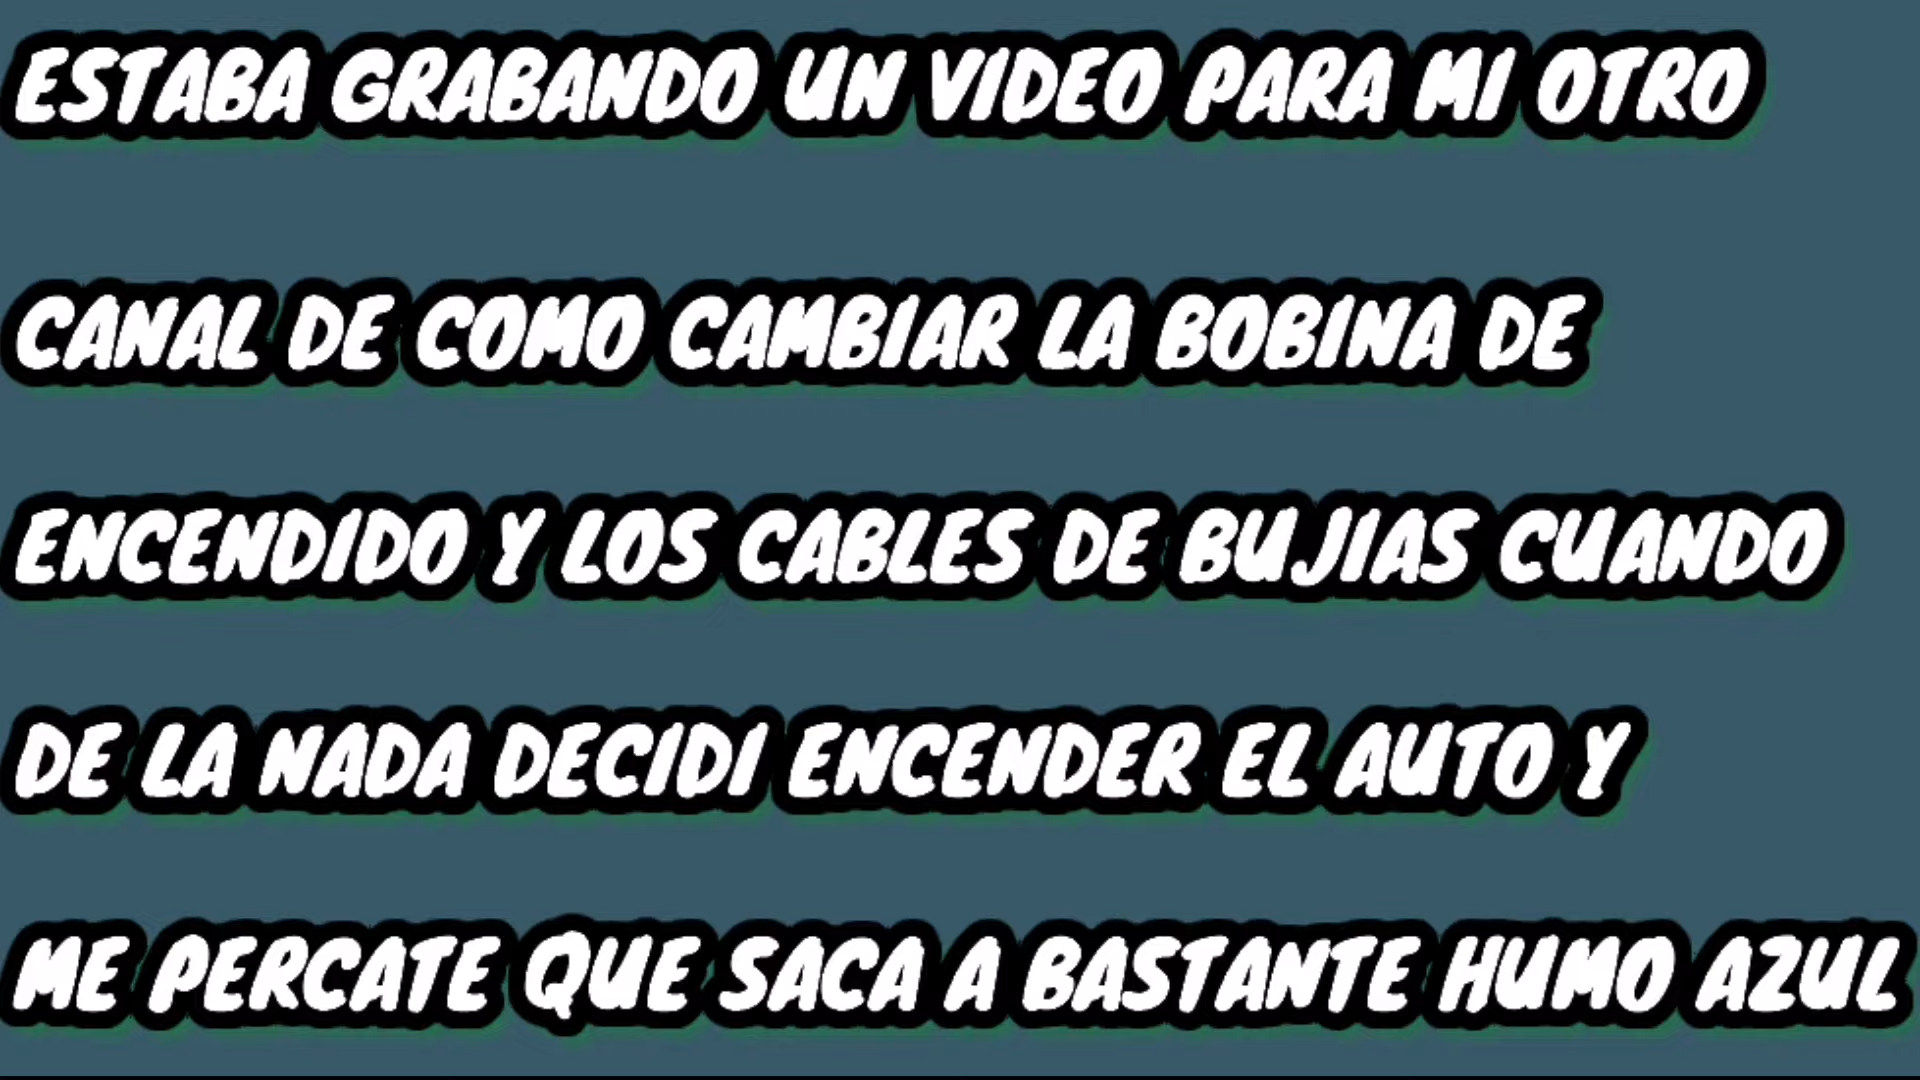 ESTABA GRABANDO UN VIDEO PARA MI OTRO
CANAL DE COMO CAMBIAR LA BOBINA DE
ENCENDIDO Y LOS CABLES DE BUJIAS CUANDO
DE LA NADA DECIDI ENCENDER EL AUTO Y
ME PERCATE QUE SACA A BASTANTE HUMO AZUL